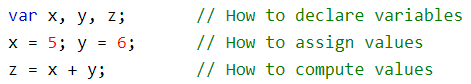 var x, y, z;       // How to declare variables
x = 5; y = 6;      // How to assign values
z = x + y;         // How to compute values